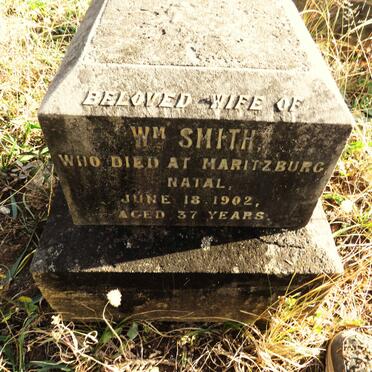 BELOVED WIFE OF
WM SMITH,
WHO DIED AT MARITZBURG
NATAL,
JUNE 18, 1902,
AGED 37 YEARS.